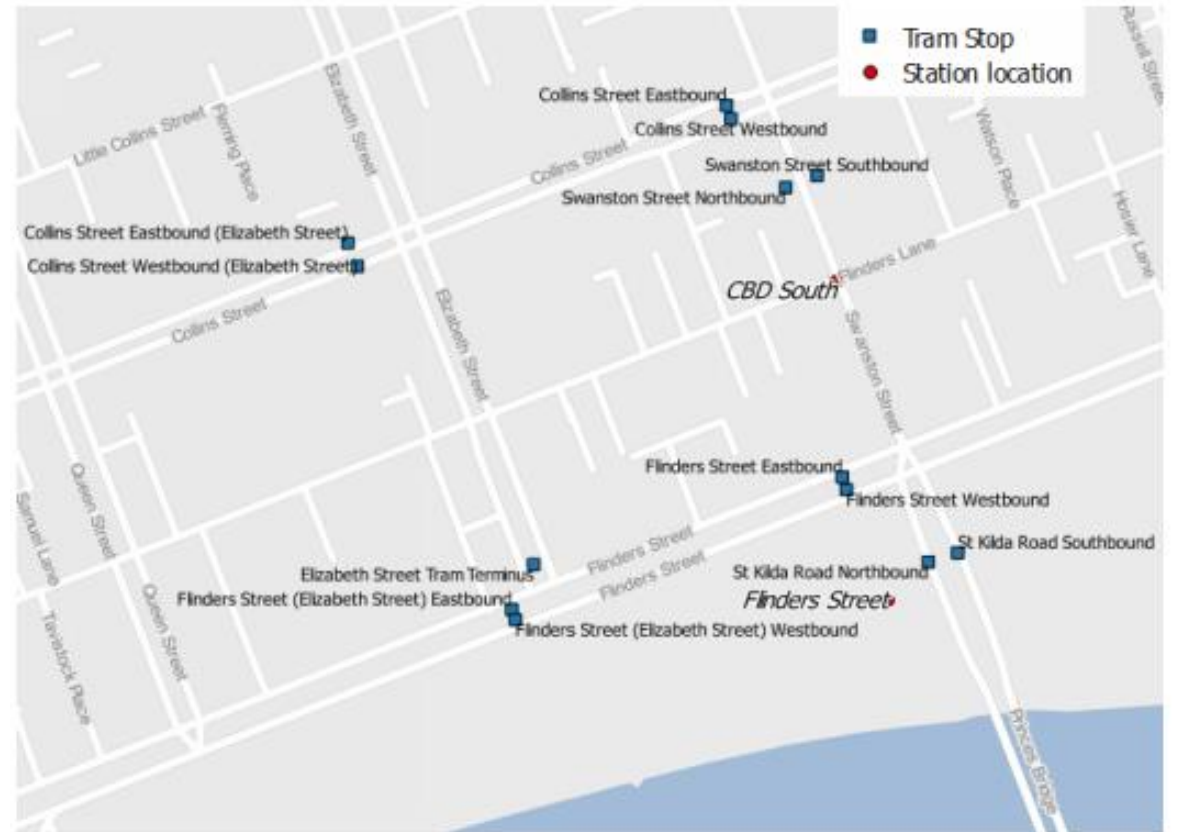 Tram Stop
Station location
Russell Street
Elizabeth Street
Little Collins Street
Fleming Place
Collins Street Eastbound
Collins Street Westbound
Watson Place
Collins Street
Swanston Street Southbound
Swanston Street Northbound
Hosier Lane
Collins Street Eastbound (Elizabeth Street)
Collins Street Westbound (Elizabeth Street)
Flinders Lane
CBD South
Collins Street
Elizabeth Street
Swanston Street
Flinders Street Eastbound
Flinders Street Westbound
Queen Street
Samuel Lane
Flinders Street
St Kilda Road Southbound
Elizabeth Street Tram Terminus
St Kilda Road Northbound
Flinders Street
Flinders Street (Elizabeth Street) Eastbound
Flinders Street
Queen Street
Flinders Street (Elizabeth Street) Westbound
Tavistock Place
Princes Bridge